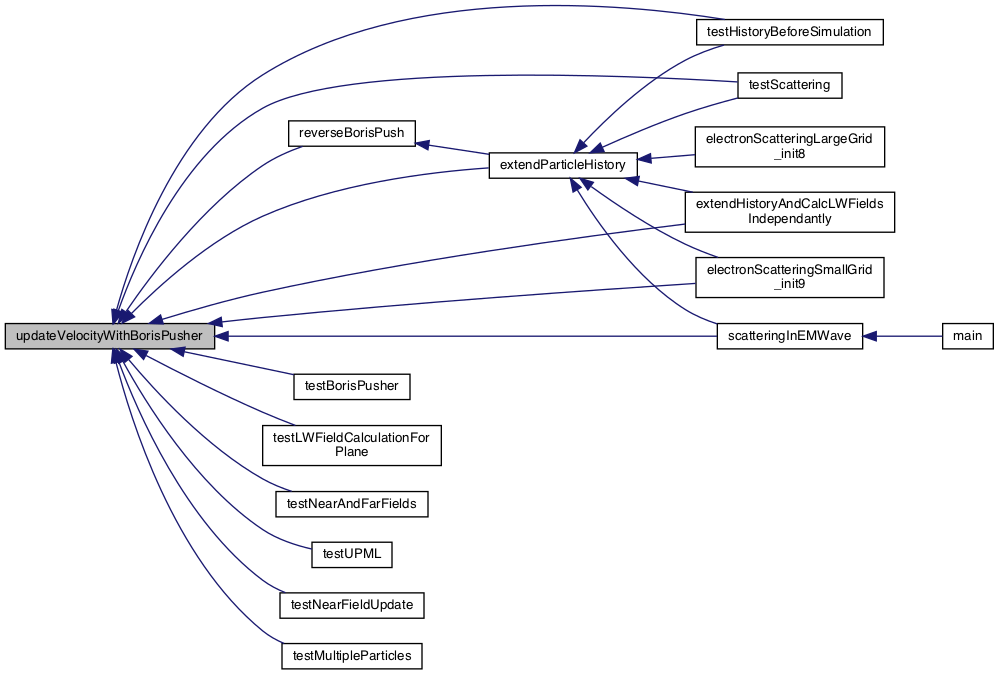 testHistoryBeforeSimulation
testScattering
reverseBorisPush
electronScatteringLargeGrid
_init8
extendParticleHistory
extendHistoryAndCalcLWFields
Independantly
electronScatteringSmallGrid
_init9
updateVelocityWithBorisPusher
scatteringInEMWave
main
testBorisPusher
testLWFieldCalculationFor
Plane
testNearAndFarFields
testUPML
testNearFieldUpdate
testMultipleParticles